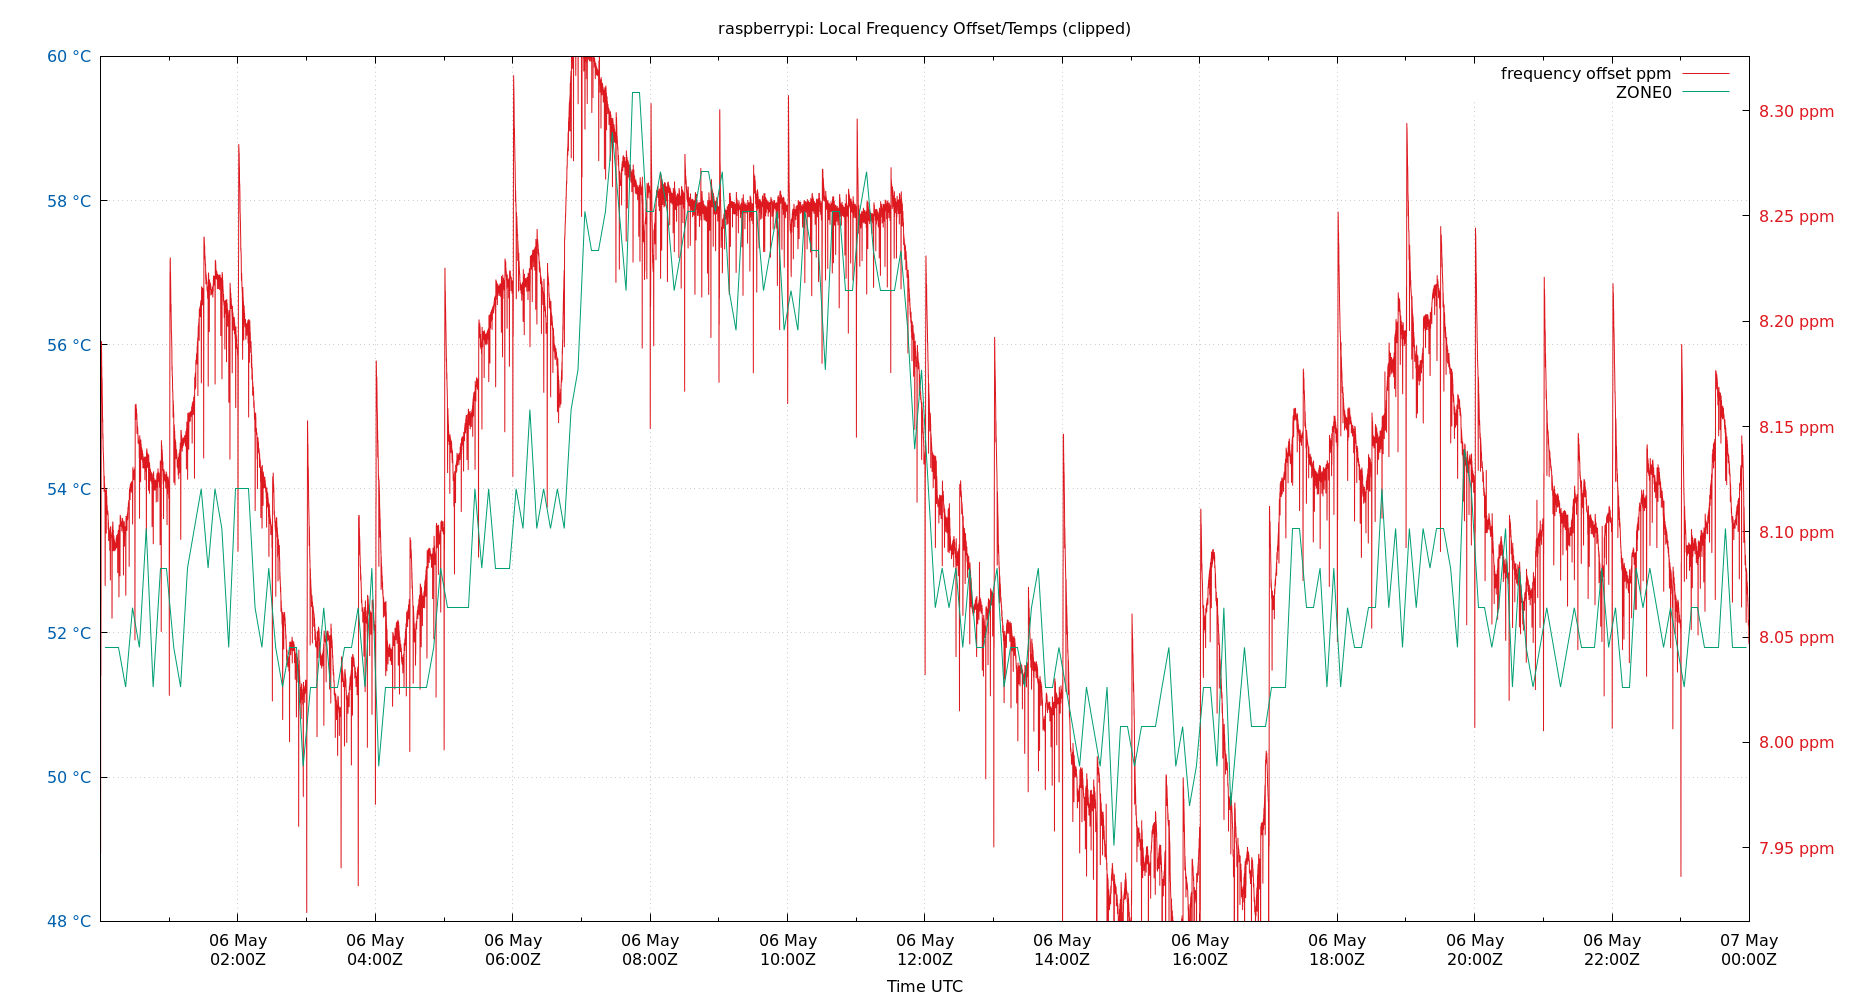 raspberrypi: Local Frequency Offset/Temps (clipped)
60 °C
58 °C
56 °C
54 °C
52 °C
50 °C
48 °C
frequency offset ppm
ZONE0
8.30 ppm
8.25 ppm
8.20 ppm
8.15 ppm
8.10 ppm
8.05 ppm
8.00 ppm
7.95 ppm
06 May
02:00Z
06 May
04:00Z
06 May
06:00Z
06 May
08:00Z
06 May
10:00Z
06 May
12:00Z
06 May
14:00Z
06 May
16:00Z
06 May
18:00Z
06 May
20:00Z
06 May
22:00Z
07 May
00:00Z
Time UTC